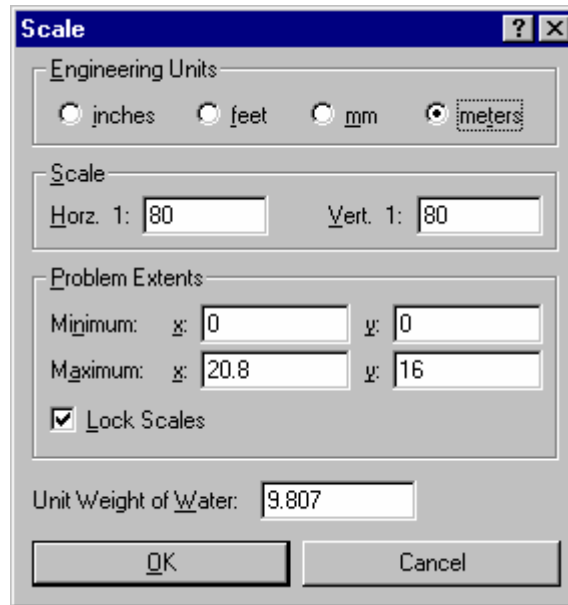 Scale
Engineering Units
inches feet mm meters
Scale
Horz. 1: 80 Vert. 1: 80
Problem Extents
Minimum: x: 0 y: 0
Maximum: x: 20.8 y: 16
Lock Scales
Unit Weight of Water: 9.807
OK Cancel